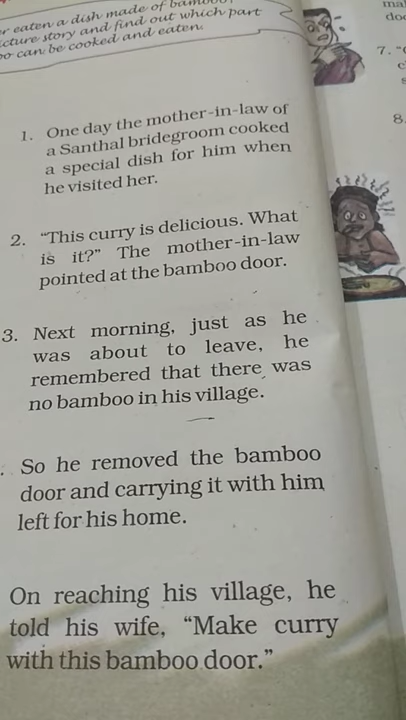 eaten a dish made of bamboo
picture story and find out which part
can be cooked and eaten.
1. One day the mother-in-law of
a Santhal bridegroom cooked
a special dish for him when
he visited her.
2. "This curry is delicious. What
is it?" The mother-in-law
pointed at the bamboo door.
3. Next morning, just as he
was about to leave, he
remembered that there was
no bamboo in his village.
So he removed the bamboo
door and carrying it with him
left for his home.
On reaching his village, he
told his wife, "Make curry
with this bamboo door."
7.
8.